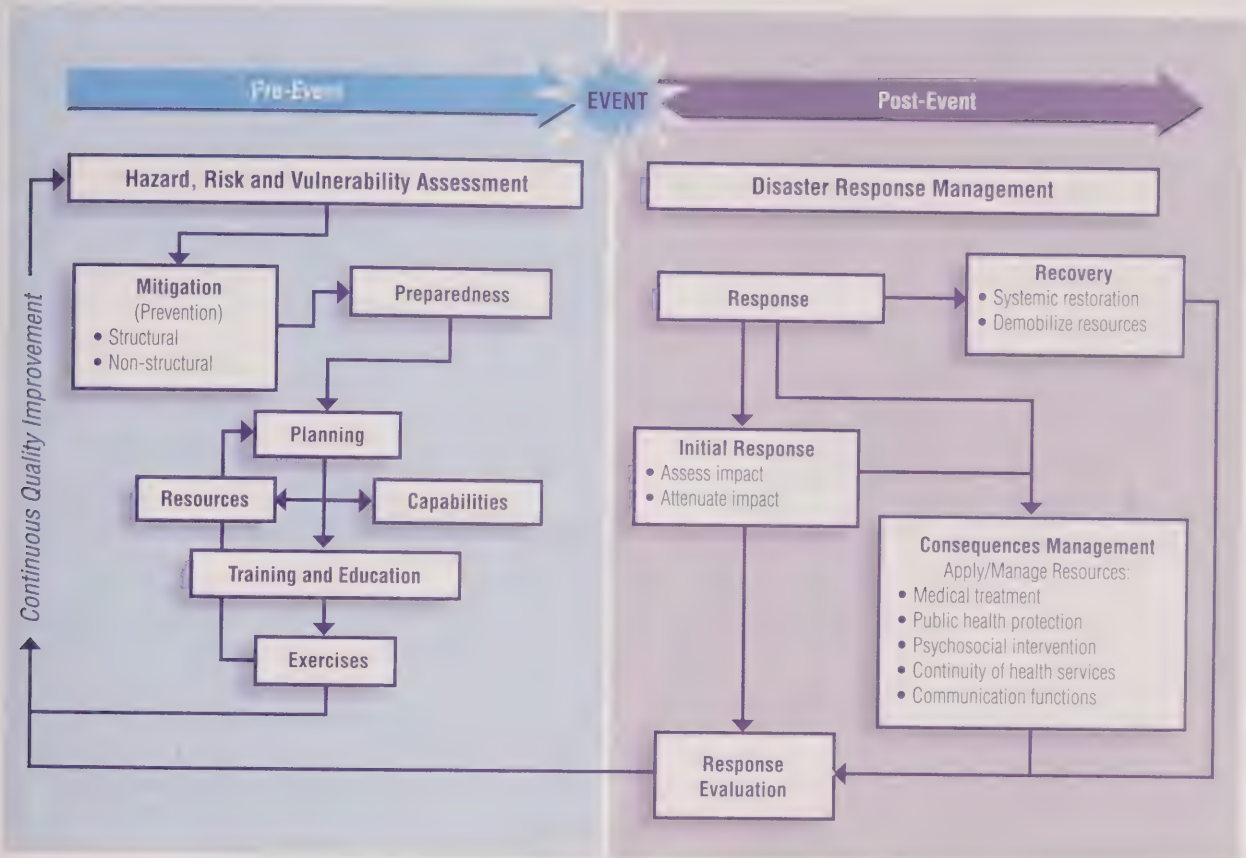 Pre-Event
EVENT
Post-Event
Continuous Quality Improvement
Hazard, Risk and Vulnerability Assessment
Mitigation
(Prevention)
• Structural
• Non-structural
Preparedness
Planning
Resources
Capabilities
Training and Education
Exercises
Disaster Response Management
Response
Recovery
• Systemic restoration
• Demobilize resources
Initial Response
• Assess impact
• Attenuate impact
Consequences Management
Apply/Manage Resources:
• Medical treatment
• Public health protection
• Psychosocial intervention
• Continuity of health services
• Communication functions
Response
Evaluation